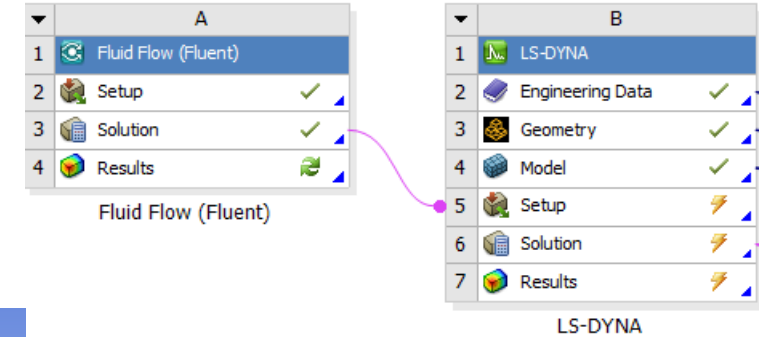 A
1 Fluid Flow (Fluent)
2 Setup
3 Solution
4 Results
Fluid Flow (Fluent)
B
1 LS-DYNA
2 Engineering Data
3 Geometry
4 Model
5 Setup
6 Solution
7 Results
LS-DYNA